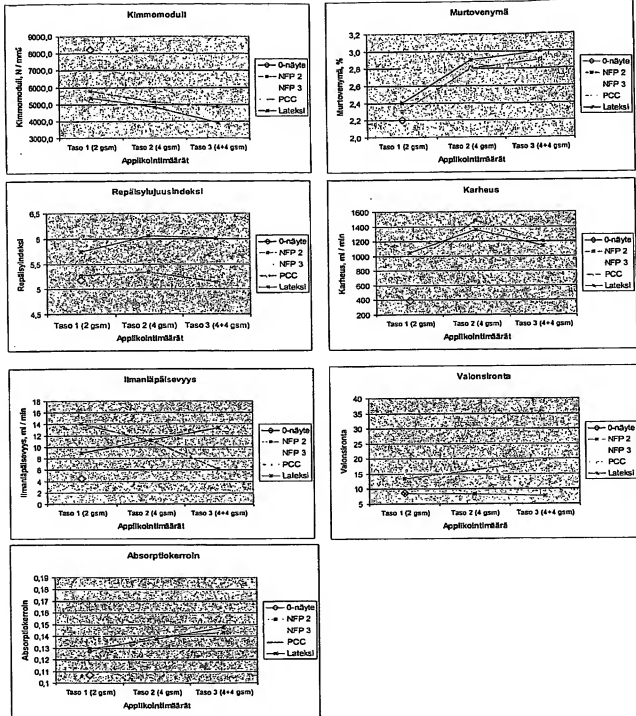 Kimmomoduli
Kimmomoduli, N / mm²
9000,0
8000,0
7000,0
6000,0
5000,0
4000,0
3000,0
Taso 1 (2 gsm) Taso 2 (4 gsm) Taso 3 (4+4 gsm)
Applikointimäärät
0-näyte
NFP 2
NFP 3
PCC
Lateksi
Murtovenymä
Murtovenymä, %
3,2
3,0
2,8
2,6
2,4
2,2
2,0
Taso 1 (2 gsm) Taso 2 (4 gsm) Taso 3 (4+4 gsm)
Applikointimäärät
0-näyte
NFP 2
NFP 3
PCC
Lateksi
Repäisylujuusindeksi
Repäisyindeksi
6,5
6
5,5
5
4,5
Taso 1 (2 gsm) Taso 2 (4 gsm) Taso 3 (4+4 gsm)
Applikointimäärät
0-näyte
NFP 2
NFP 3
PCC
Lateksi
Karheus
Karheus, ml / min
1600
1400
1200
1000
800
600
400
200
Taso 1 (2 gsm) Taso 2 (4 gsm) Taso 3 (4+4 gsm)
Applikointimäärät
0-näyte
NFP 2
NFP 3
PCC
Lateksi
Ilmanläpäisevyys
Ilmanläpäisevyys, ml / min
18
16
14
12
10
8
6
4
2
0
Taso 1 (2 gsm) Taso 2 (4 gsm) Taso 3 (4+4 gsm)
Applikointimäärät
0-näyte
NFP 2
NFP 3
PCC
Lateksi
Valonsironta
Valonsironta
40
35
30
25
20
15
10
5
Taso 1 (2 gsm) Taso 2 (4 gsm) Taso 3 (4+4 gsm)
Applikointimäärä
0-näyte
NFP 2
NFP 3
PCC
Lateksi
Absorptiokerroin
Absorptiokerroin
0,19
0,18
0,17
0,16
0,15
0,14
0,13
0,12
0,11
0,1
Taso 1 (2 gsm) Taso 2 (4 gsm) Taso 3 (4+4 gsm)
Applikointimäärät
0-näyte
NFP 2
NFP 3
PCC
Lateksi